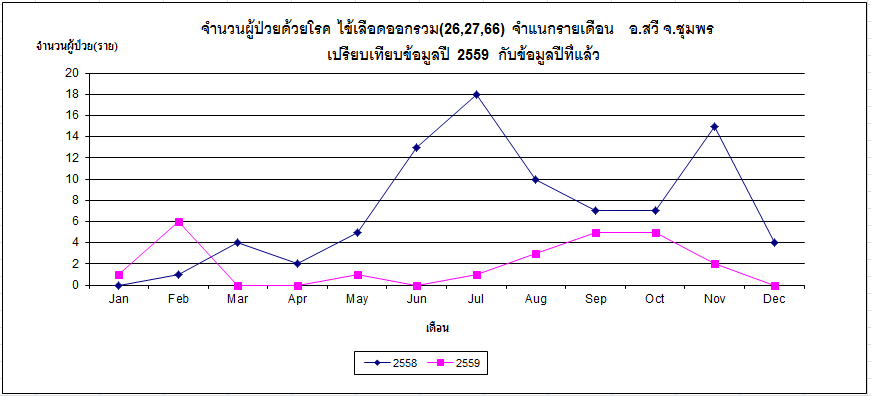 จำนวนผู้ป่วยด้วยโรค ไข้เลือดออกรวม(26,27,66) จำแนกรายเดือน อ.สวี จ.ชุมพร
เปรียบเทียบข้อมูลปี 2559 กับข้อมูลปีที่แล้ว
จำนวนผู้ป่วย(ราย)
20
18
16
14
12
10
8
6
4
2
0
Jan Feb Mar Apr May Jun Jul Aug Sep Oct Nov Dec
เดือน
2558 2559